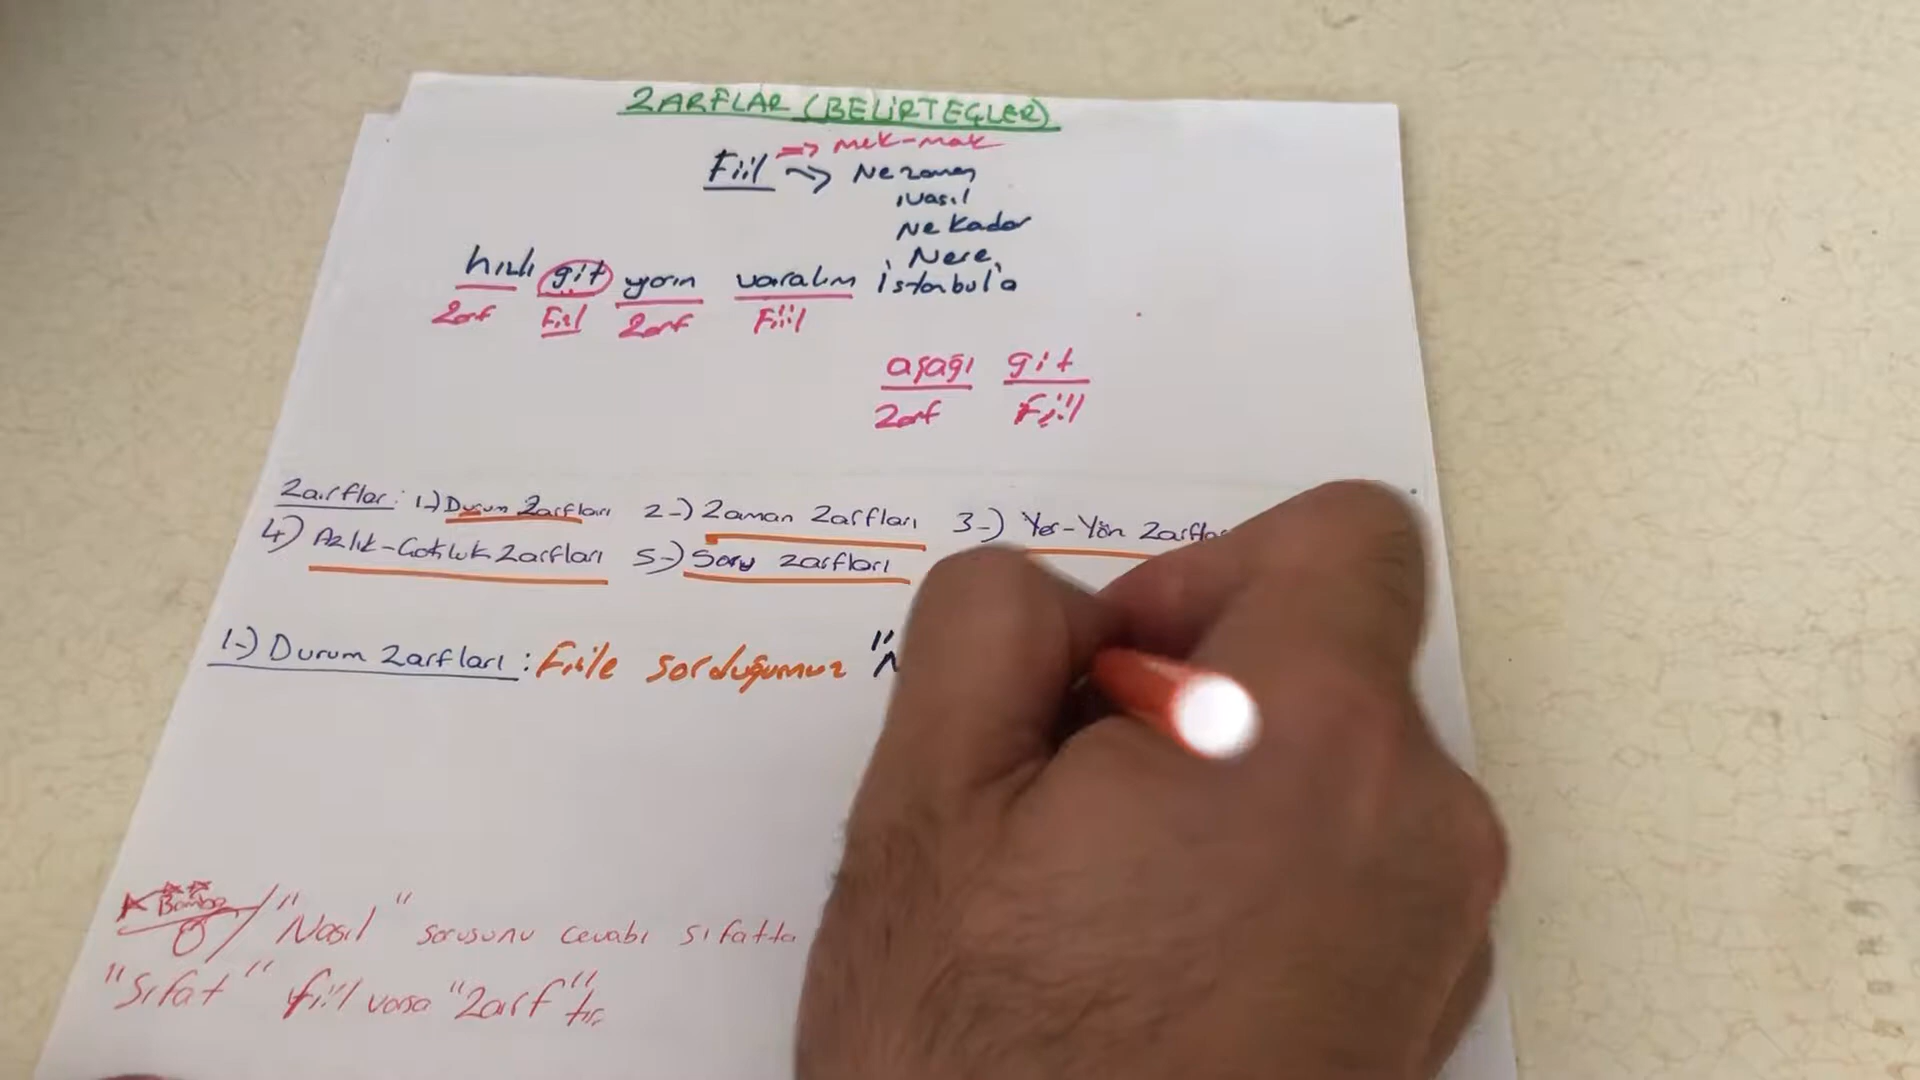 ZARFLAR (BELİRTEÇLER)
Fiil => mek-mak
Ne zaman
Nasıl
Ne kadar
Nere
hızlı git yarın varalım İstanbul'a
Zarf Fiil Zarf Fiil
aşağı git
Zarf Fiil
Zarflar: 1-) Durum Zarfları 2-) Zaman Zarfları 3-) Yer-Yön Zarfla
4) Azlık-Çokluk Zarfları 5-) Soru Zarfları
1-) Durum Zarfları : Fiile sorduğumuz "N
Bomba "Nasıl" sorusunu cevabı sıfatta
"Sıfat" fiil varsa "Zarf" tır